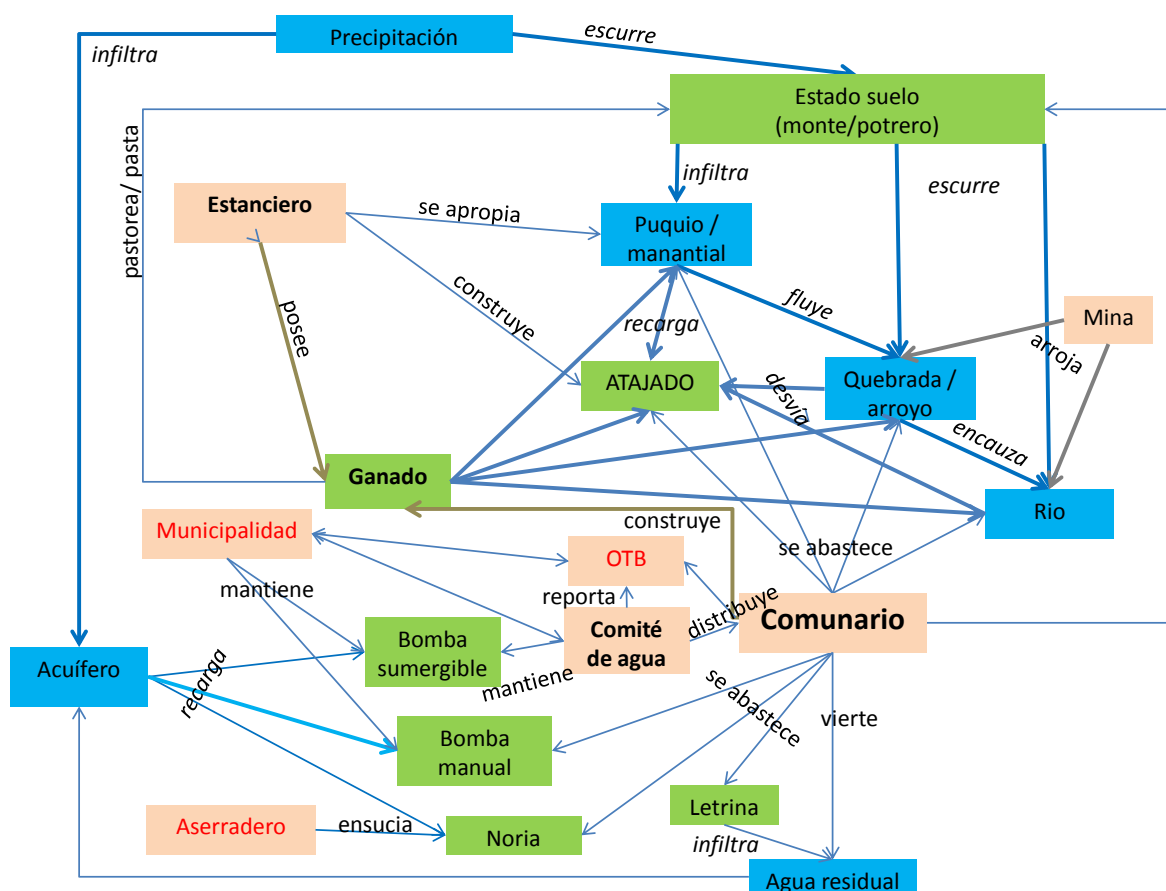 Precipitación
escurre
infiltra
Estado suelo
(monte/potrero)
pastorea/ pasta
infiltra
escurre
Estanciero
se apropia
Puquio /
manantial
construye
fluye
posee
recarga
Mina
arroja
ATAJADO
desvía
Quebrada /
arroyo
encauza
Ganado
Rio
construye
Municipalidad
se abastece
OTB
mantiene
reporta
distribuye
Comunario
Comité
de agua
Bomba
sumergible
Acuífero
recarga
mantiene
se abastece
vierte
Bomba
manual
Letrina
Aserradero
ensucia
Noria
infiltra
Agua residual